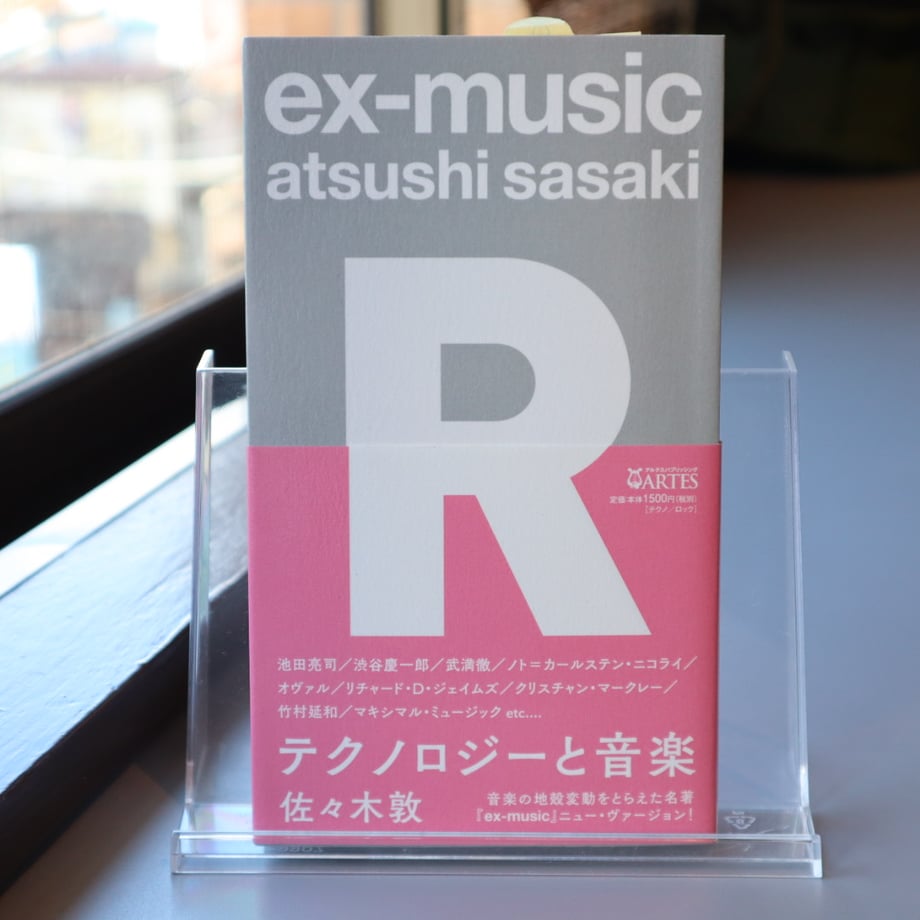 ex-music
atsushi sasaki
R
アルテスパブリッシング
ARTES
定価:本体1500円(税別)
[テクノ/ロック]
池田亮司/渋谷慶一郎/武満徹/ノト=カールステン・ニコライ/
オヴァル/リチャード・D・ジェイムズ/クリスチャン・マークレー/
竹村延和/マキシマル・ミュージック etc....
テクノロジーと音楽
佐々木敦
音楽の地殻変動をとらえた名著
『ex-music』ニュー・ヴァージョン!